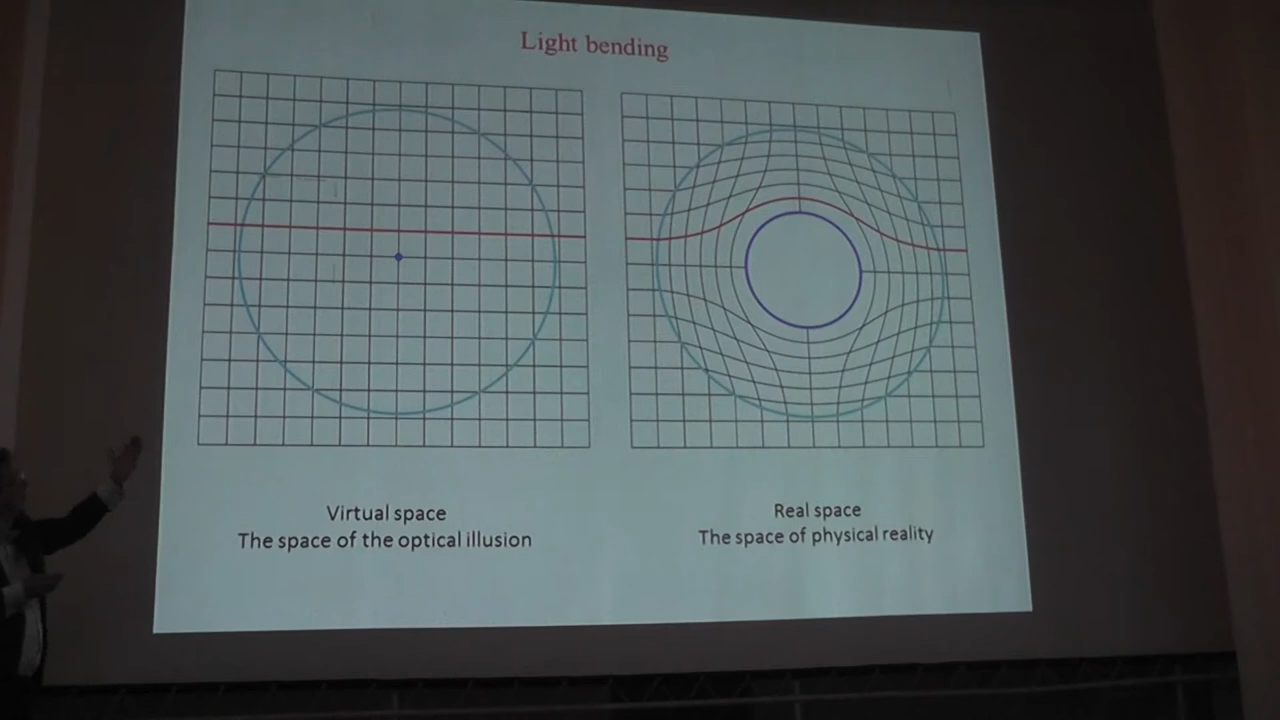 Light bending
Virtual space
The space of the optical illusion
Real space
The space of physical reality